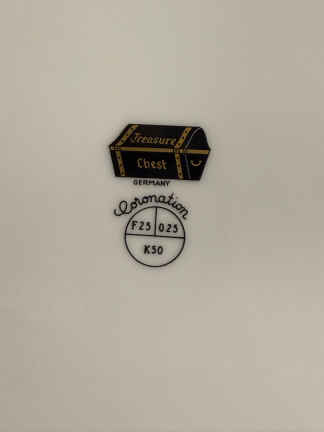 Treasure
Chest
GERMANY
Coronation
F25 025
K50